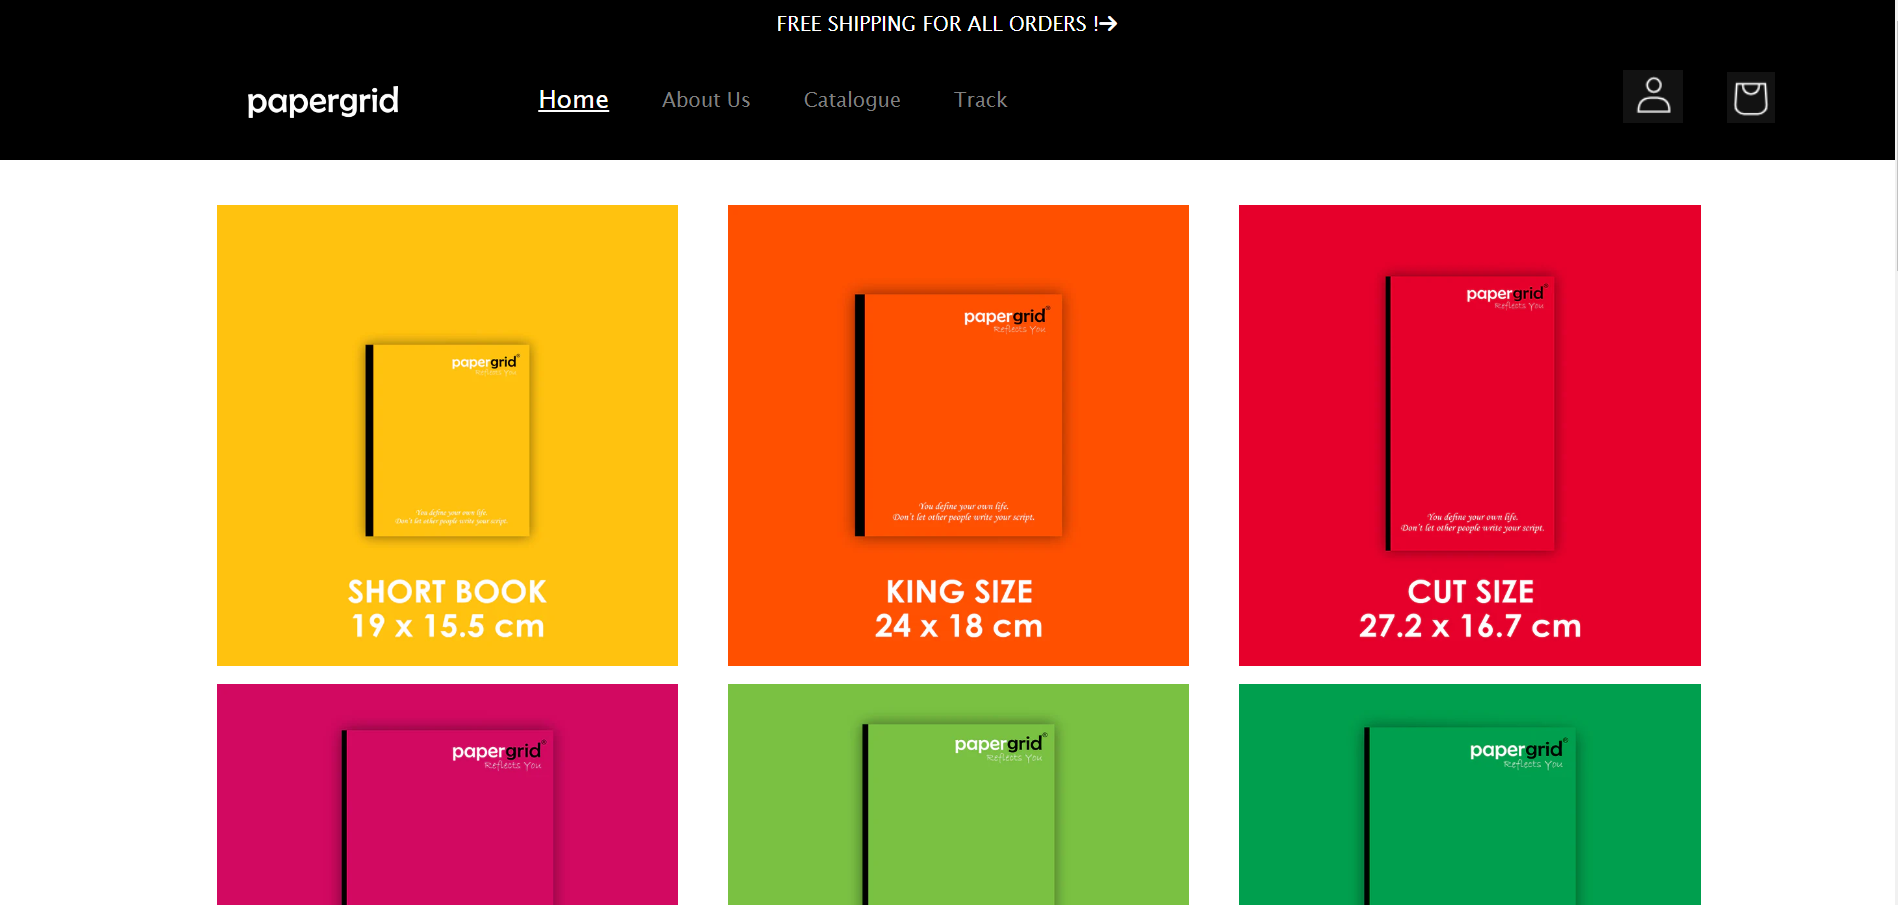 FREE SHIPPING FOR ALL ORDERS !→
papergrid Home About Us Catalogue Track
papergrid®
Reflects You
You define your own life.
Don't let other people write your script.
SHORT BOOK
19 x 15.5 cm
papergrid®
Reflects You
You define your own life.
Don't let other people write your script.
KING SIZE
24 x 18 cm
papergrid®
Reflects You
You define your own life.
Don't let other people write your script.
CUT SIZE
27.2 x 16.7 cm
papergrid®
Reflects You
papergrid®
Reflects You
papergrid®
Reflects You